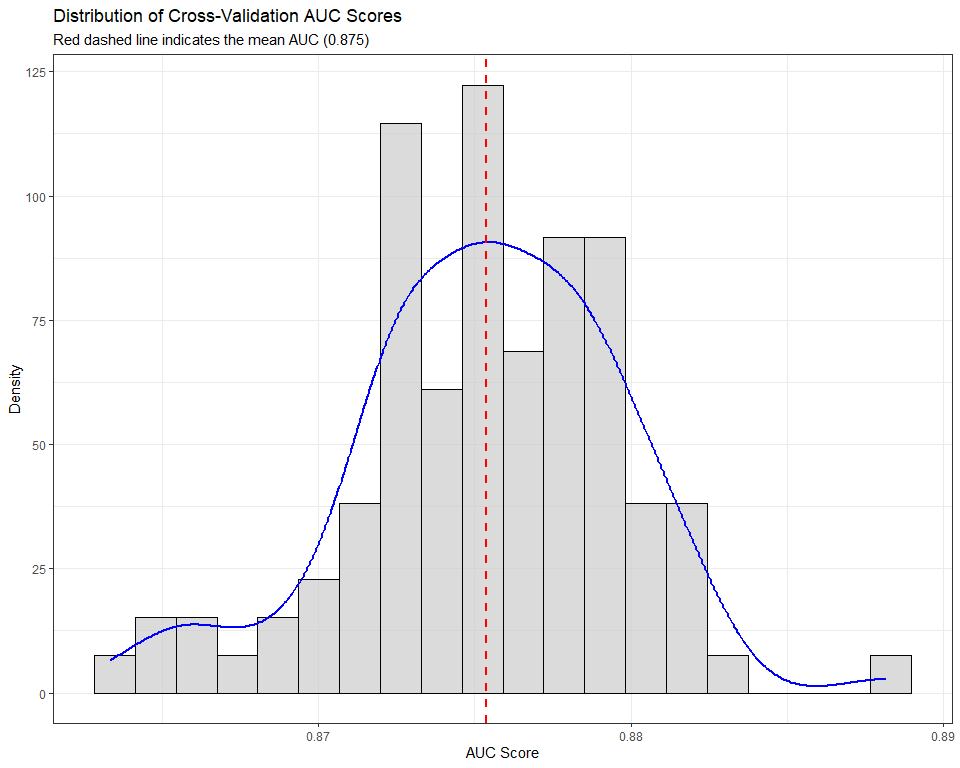 Distribution of Cross-Validation AUC Scores
Red dashed line indicates the mean AUC (0.875)
125
100
75
50
25
0
Density
0.87
0.88
0.89
AUC Score